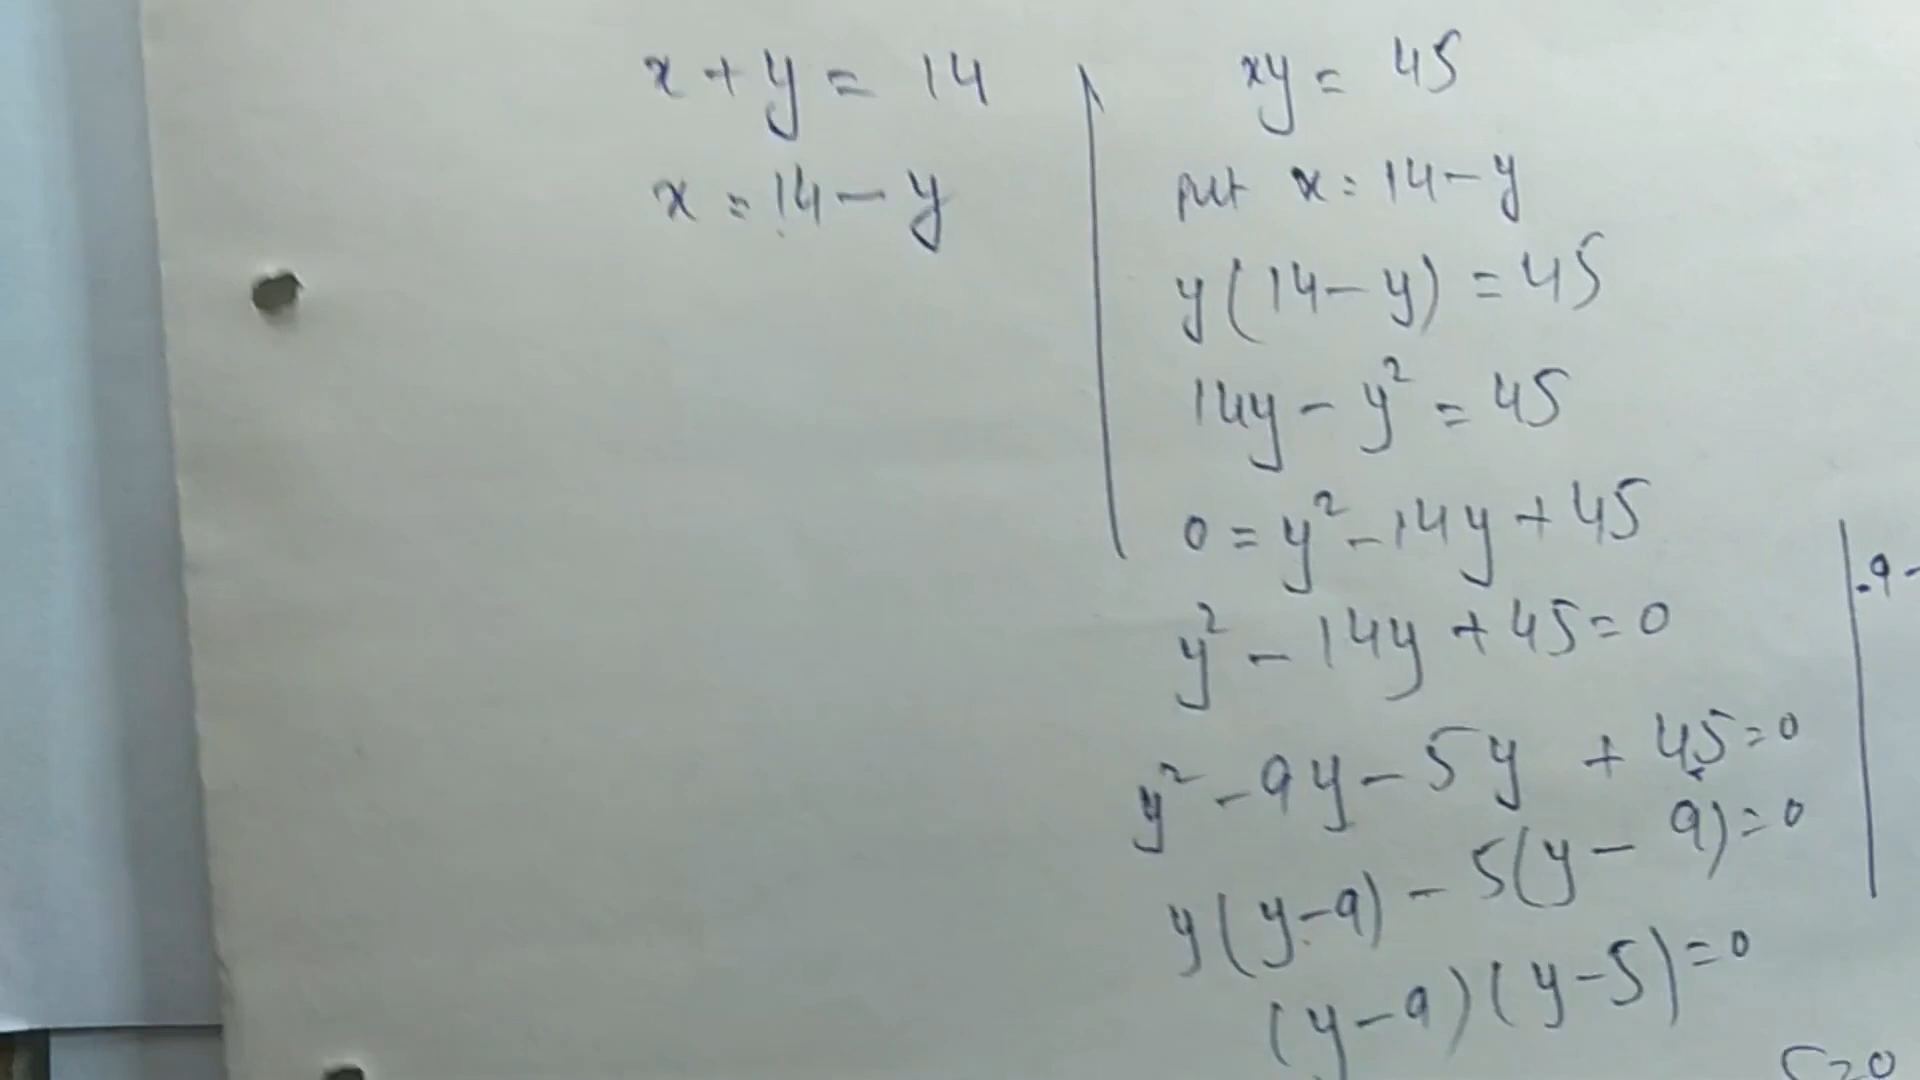 x + y = 14
x = 14 - y
xy = 45
put x = 14 - y
y(14 - y) = 45
14y - y² = 45
0 = y² - 14y + 45
y² - 14y + 45 = 0
y² - 9y - 5y + 45 = 0
y(y - 9) - 5(y - 9) = 0
(y - 9)(y - 5) = 0
-9 -